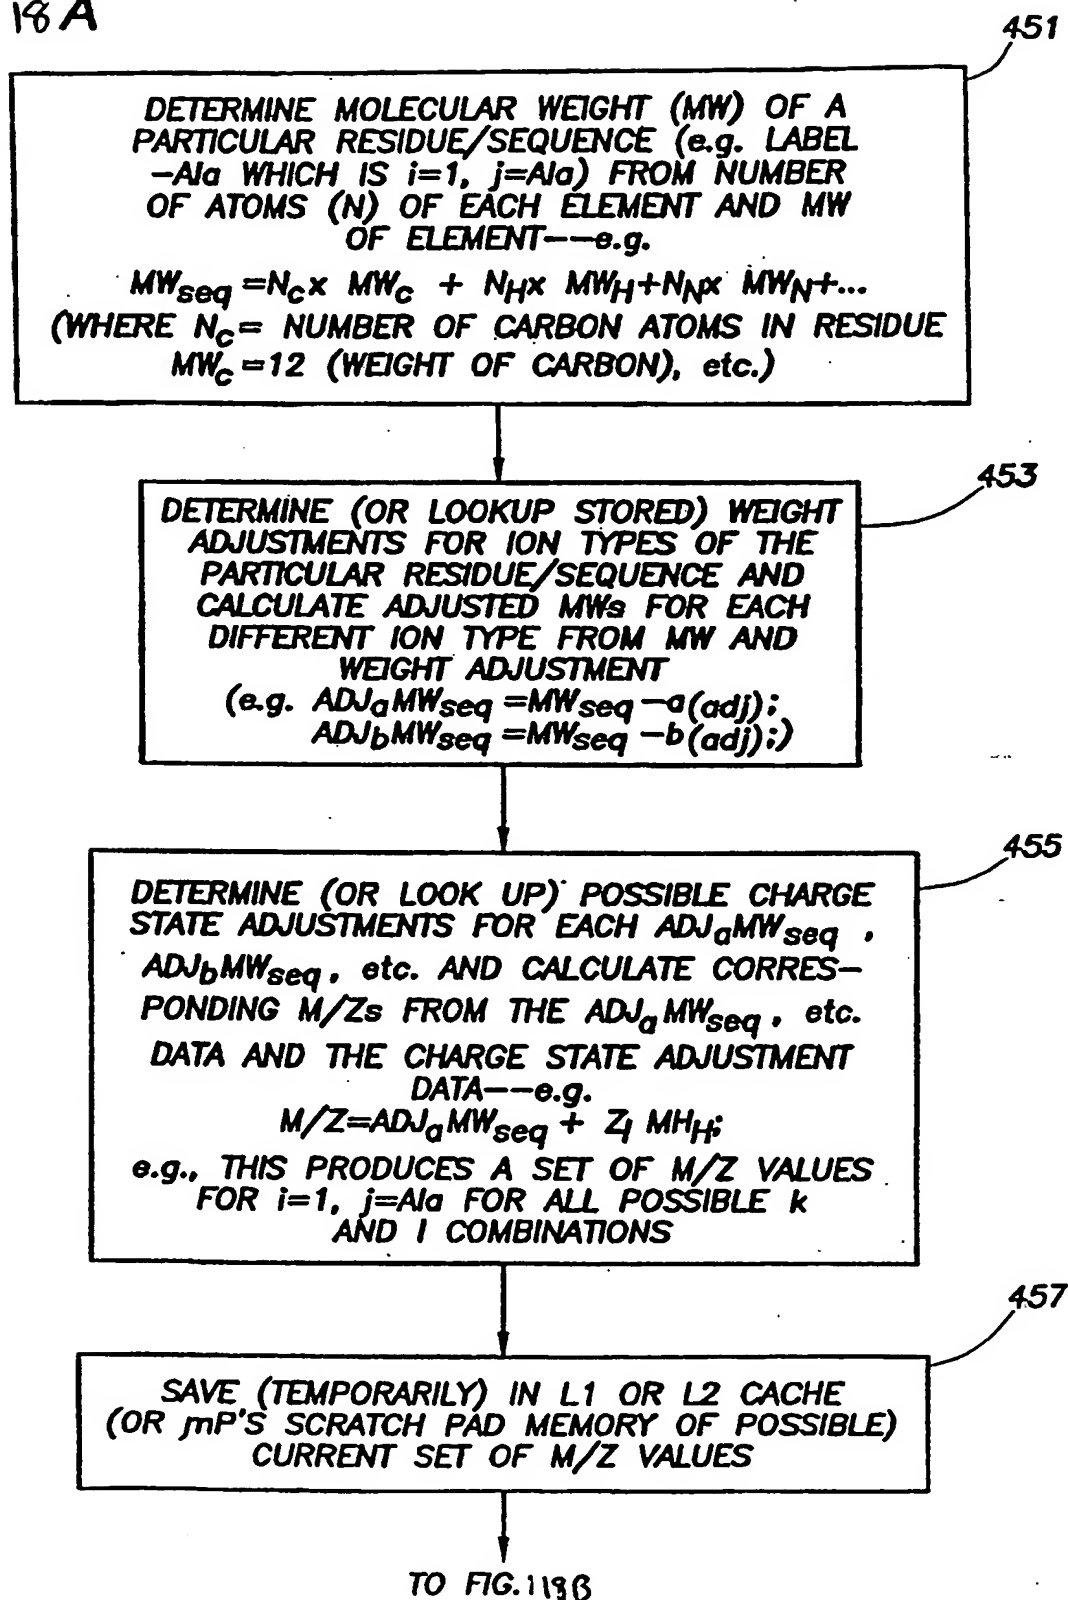 18A
451
DETERMINE MOLECULAR WEIGHT (MW) OF A
PARTICULAR RESIDUE/SEQUENCE (e.g. LABEL
-Ala WHICH IS i=1, j=Ala) FROM NUMBER
OF ATOMS (N) OF EACH ELEMENT AND MW
OF ELEMENT--e.g.
MWseq =NCx MWC + NHx MWH+NNx MWN+...
(WHERE NC= NUMBER OF CARBON ATOMS IN RESIDUE
MWC=12 (WEIGHT OF CARBON), etc.)
453
DETERMINE (OR LOOKUP STORED) WEIGHT
ADJUSTMENTS FOR ION TYPES OF THE
PARTICULAR RESIDUE/SEQUENCE AND
CALCULATE ADJUSTED MWs FOR EACH
DIFFERENT ION TYPE FROM MW AND
WEIGHT ADJUSTMENT
(e.g. ADJaMWseq =MWseq -a(adj);
ADJbMWseq =MWseq -b(adj);)
455
DETERMINE (OR LOOK UP) POSSIBLE CHARGE
STATE ADJUSTMENTS FOR EACH ADJaMWseq ,
ADJbMWseq, etc. AND CALCULATE CORRES-
PONDING M/Zs FROM THE ADJaMWseq, etc.
DATA AND THE CHARGE STATE ADJUSTMENT
DATA--e.g.
M/Z=ADJaMWseq + Zl MHH;
e.g., THIS PRODUCES A SET OF M/Z VALUES
FOR i=1, j=Ala FOR ALL POSSIBLE k
AND l COMBINATIONS
457
SAVE (TEMPORARILY) IN L1 OR L2 CACHE
(OR mP'S SCRATCH PAD MEMORY OF POSSIBLE)
CURRENT SET OF M/Z VALUES
TO FIG.